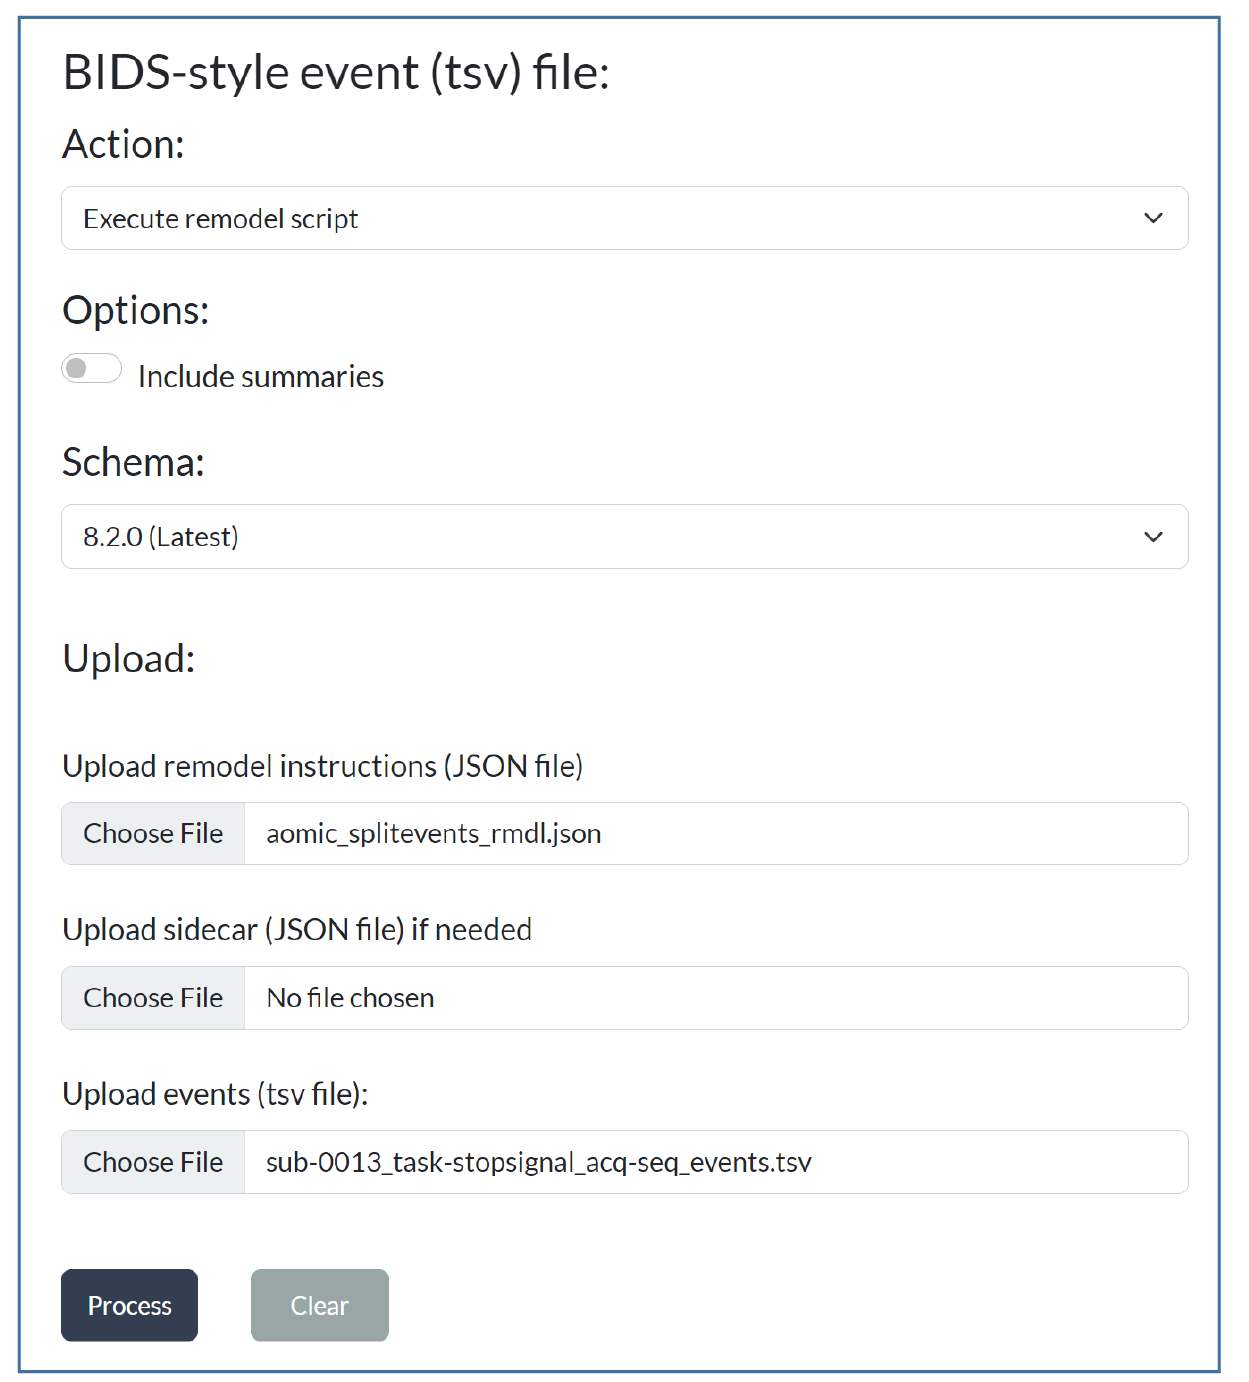 BIDS-style event (tsv) file:
Action:
Execute remodel script
Options:
Include summaries
Schema:
8.2.0 (Latest)
Upload:
Upload remodel instructions (JSON file)
Choose File aomic_splitevents_rmdl.json
Upload sidecar (JSON file) if needed
Choose File No file chosen
Upload events (tsv file):
Choose File sub-0013_task-stopsignal_acq-seq_events.tsv
Process Clear